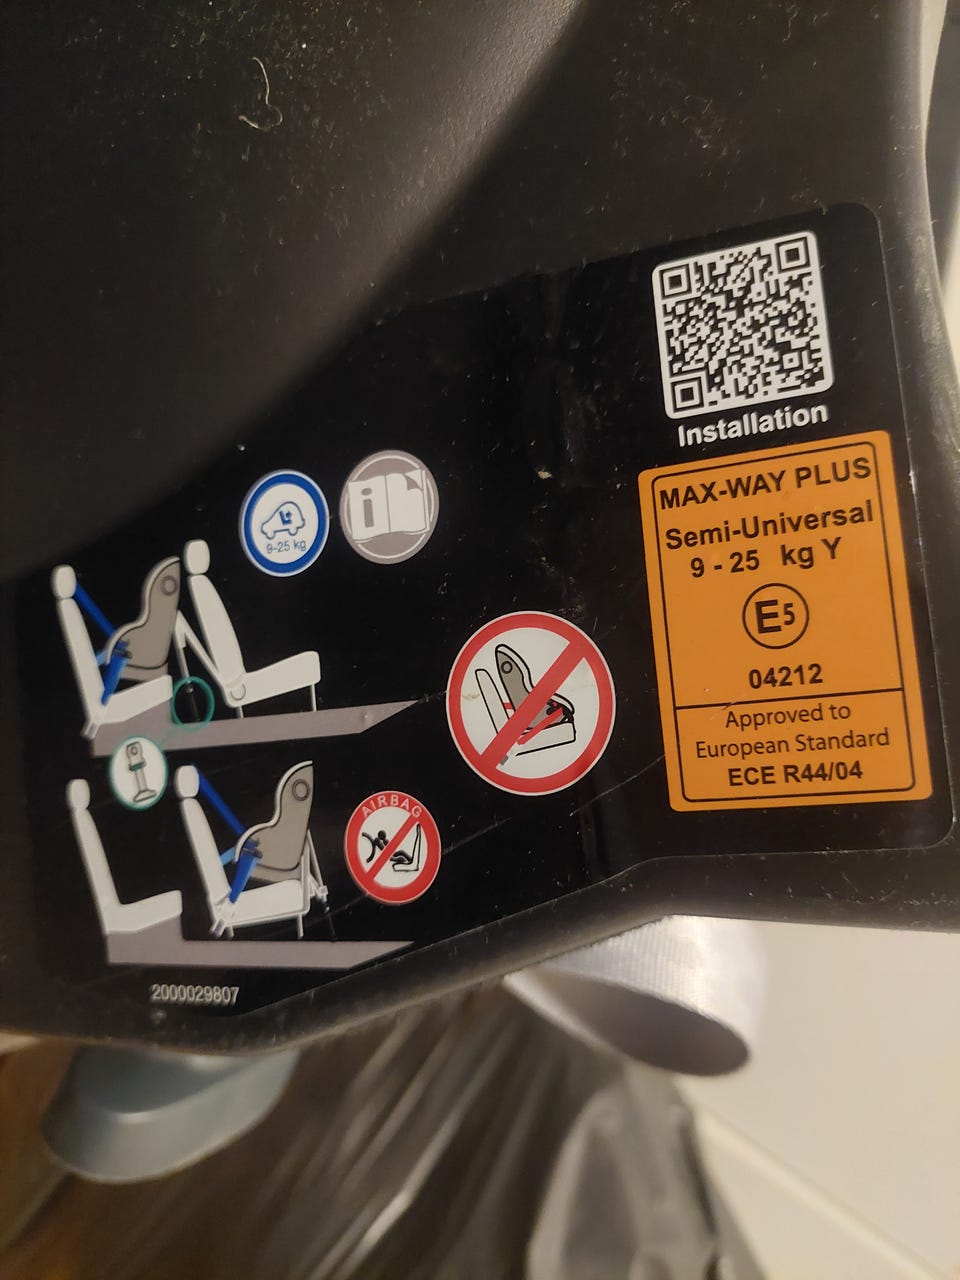 Installation
MAX-WAY PLUS
Semi-Universal
9 - 25 kg Y
E5
04212
Approved to
European Standard
ECE R44/04
9-25 kg
i
AIRBAG
2000029807